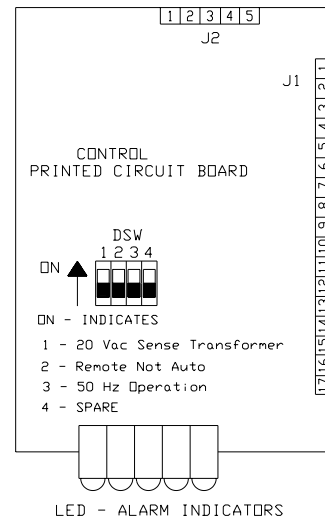 1 2 3 4 5
J2
J1
1
2
3
4
5
6
7
8
9
10
11
12
13
14
15
16
17
CONTROL
PRINTED CIRCUIT BOARD
DSW
1 2 3 4
ON
ON - INDICATES
1 - 20 Vac Sense Transformer
2 - Remote Not Auto
3 - 50 Hz Operation
4 - SPARE
LED - ALARM INDICATORS